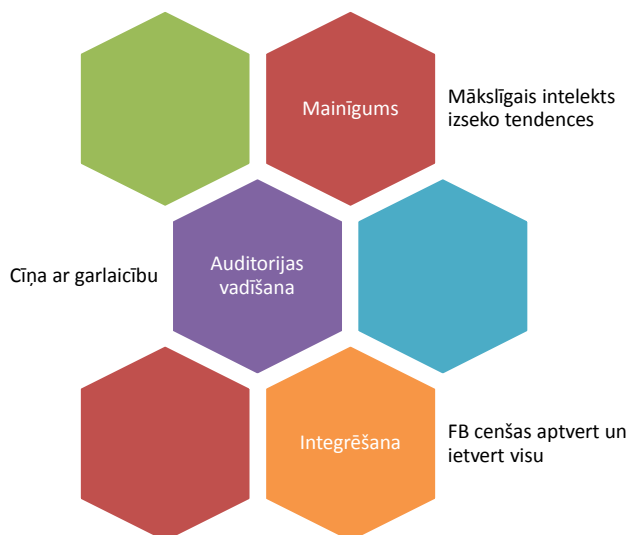 Mainīgums
Mākslīgais intelekts
izseko tendences
Cīņa ar garlaicību
Auditorijas
vadīšana
Integrēšana
FB cenšas aptvert un
ietvert visu